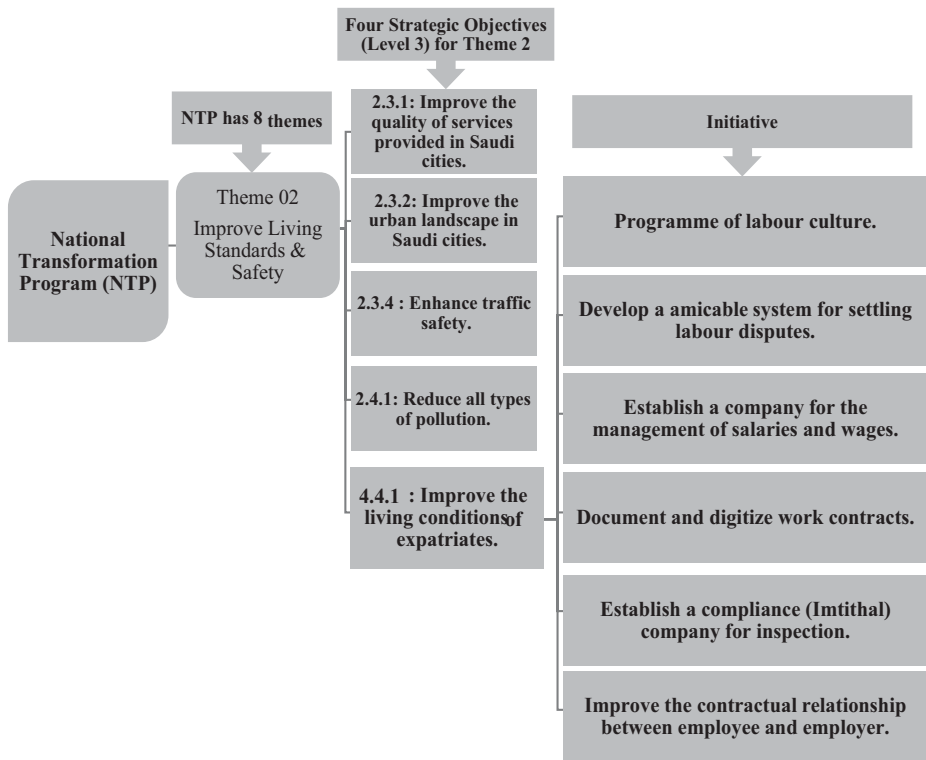 Four Strategic Objectives
(Level 3) for Theme 2
NTP has 8 themes
National
Transformation
Program (NTP)
Theme 02
Improve Living
Standards &
Safety
2.3.1: Improve the
quality of services
provided in Saudi
cities.
2.3.2: Improve the
urban landscape in
Saudi cities.
2.3.4 : Enhance traffic
safety.
2.4.1: Reduce all types
of pollution.
4.4.1 : Improve the
living conditions of
expatriates.
Initiative
Programme of labour culture.
Develop a amicable system for settling
labour disputes.
Establish a company for the
management of salaries and wages.
Document and digitize work contracts.
Establish a compliance (Imtithal)
company for inspection.
Improve the contractual relationship
between employee and employer.